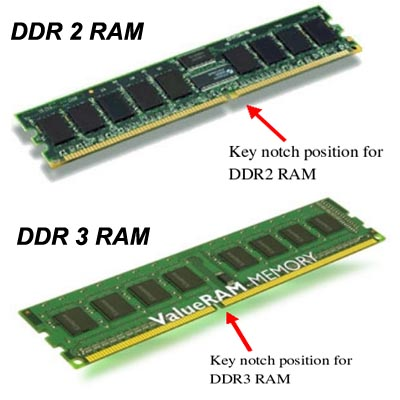 DDR 2 RAM
Key notch position for
DDR2 RAM
DDR 3 RAM
ValueRAM MEMORY
Key notch position for
DDR3 RAM